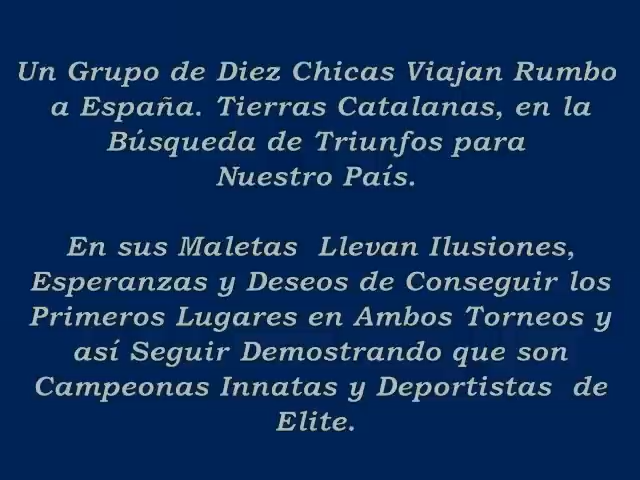 Un Grupo de Diez Chicas Viajan Rumbo
a España. Tierras Catalanas, en la
Búsqueda de Triunfos para
Nuestro País.
En sus Maletas Llevan Ilusiones,
Esperanzas y Deseos de Conseguir los
Primeros Lugares en Ambos Torneos y
así Seguir Demostrando que son
Campeonas Innatas y Deportistas de
Elite.